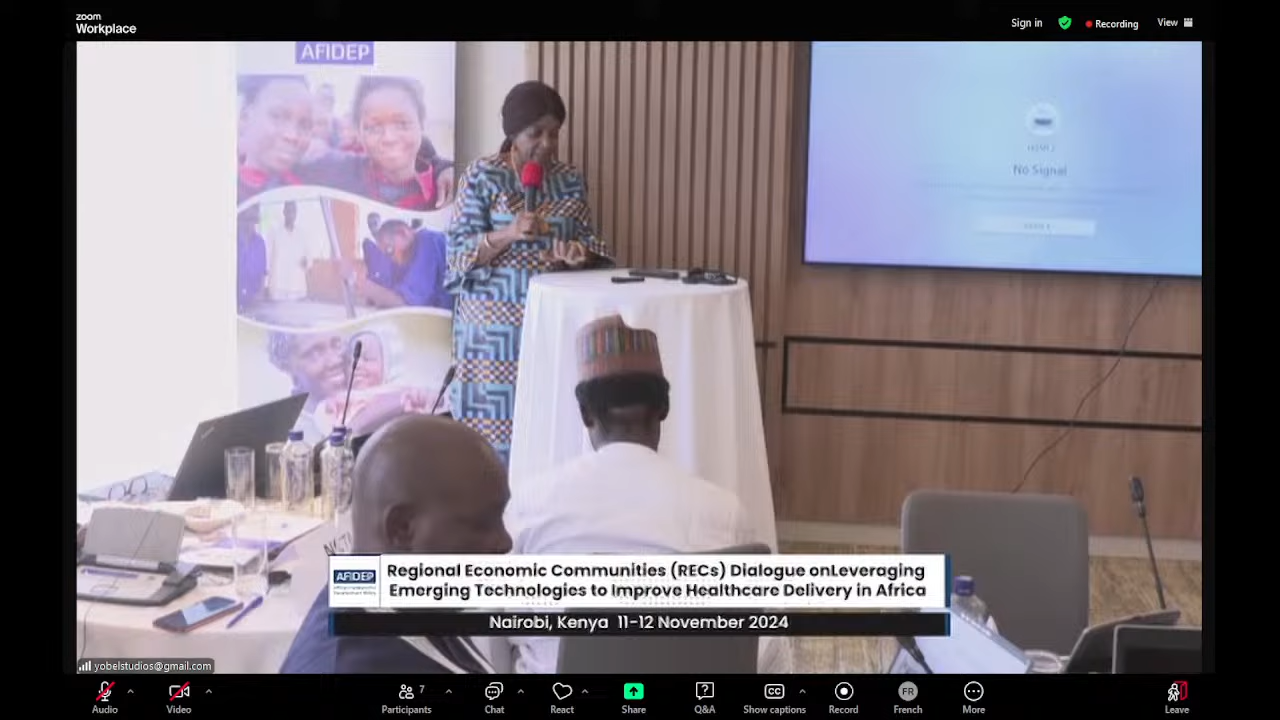 zoom
Workplace
Sign in
Recording
View
AFIDEP
No Signal
AFIDEP
Regional Economic Communities (RECs) Dialogue onLeveraging
Emerging Technologies to Improve Healthcare Delivery in Africa
Nairobi, Kenya 11-12 November 2024
yobelstudios@gmail.com
7
CC
FR
Audio
Video
Participants
Chat
React
Share
Q&A
Show captions
Record
French
More
Leave